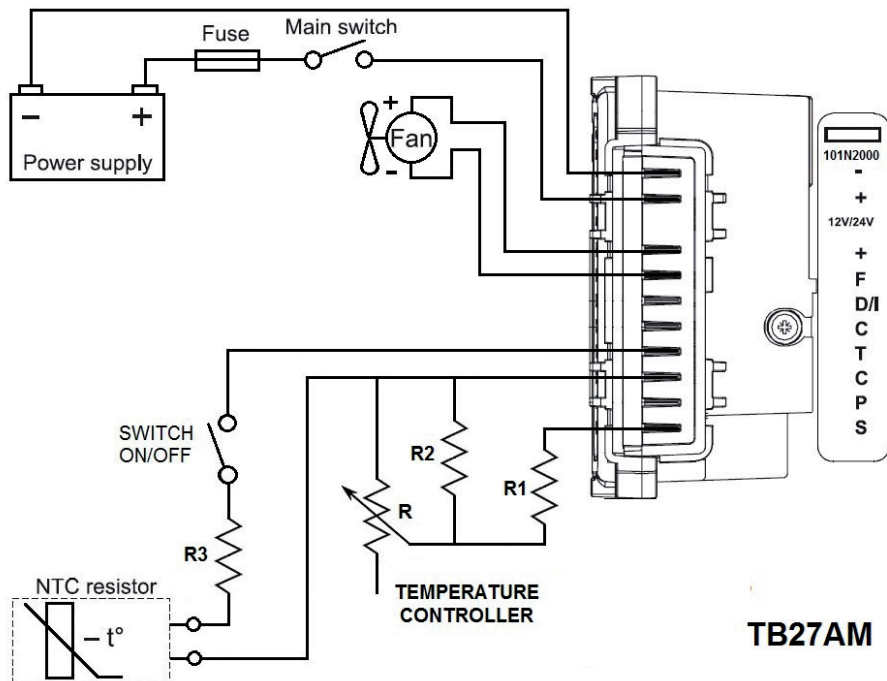 Fuse
Main switch
− +
Power supply
+
Fan
-
101N2000
-
+
12V/24V
+
F
D/I
C
T
C
P
S
SWITCH
ON/OFF
R2
R1
R
R3
NTC resistor
– t°
TEMPERATURE
CONTROLLER
TB27AM